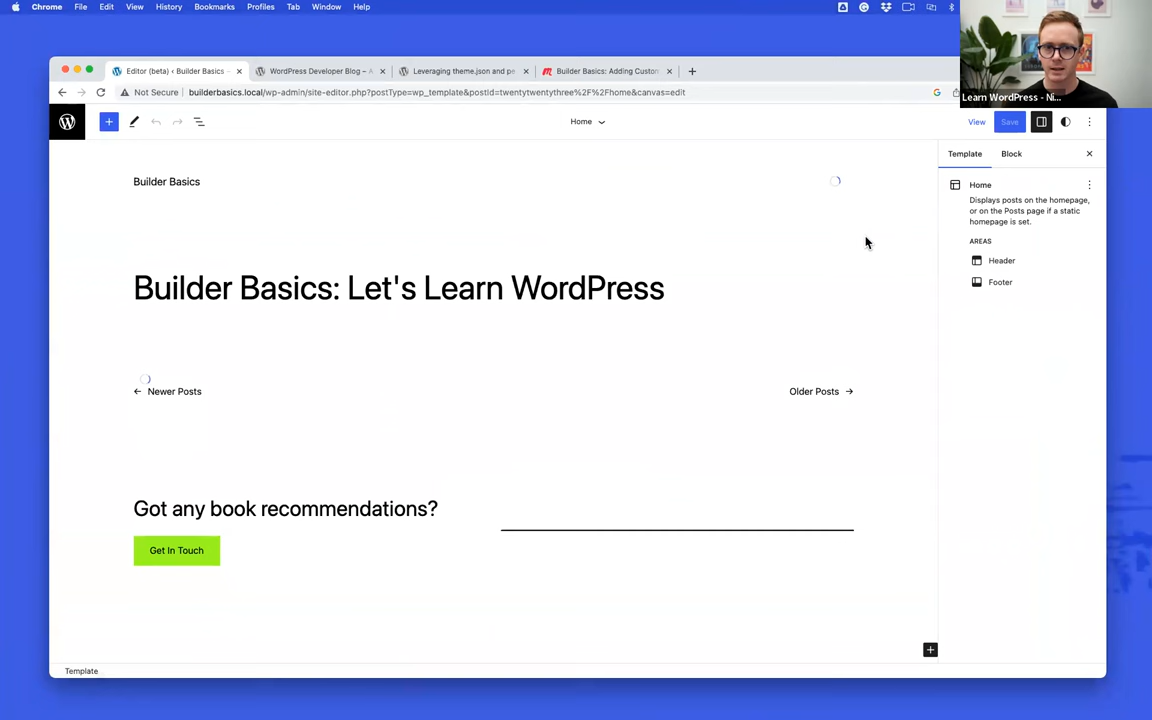 Chrome File Edit View History Bookmarks Profiles Tab Window Help
Editor (beta) ‹ Builder Basics – WordPress Developer Blog – A Leveraging theme.json and pe Builder Basics: Adding Custom
Not Secure builderbasics.local/wp-admin/site-editor.php?postType=wp_template&postId=twentytwentythree%2F%2Fhome&canvas=edit
Learn WordPress - Ni...
Home
View Save
Template Block
Builder Basics
Home
Displays posts on the homepage,
or on the Posts page if a static
homepage is set.
AREAS
Header
Footer
Builder Basics: Let's Learn WordPress
← Newer Posts
Older Posts →
Got any book recommendations?
Get In Touch
Template